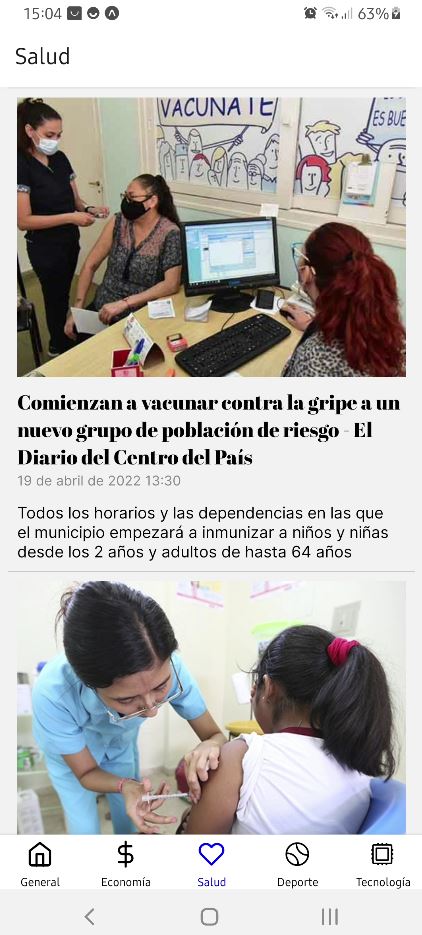 15:04
63%
Salud
VACUNATE
ES BUE
Comienzan a vacunar contra la gripe a un
nuevo grupo de población de riesgo - El
Diario del Centro del País
19 de abril de 2022 13:30
Todos los horarios y las dependencias en las que
el municipio empezará a inmunizar a niños y niñas
desde los 2 años y adultos de hasta 64 años
General
Economía
Salud
Deporte
Tecnología